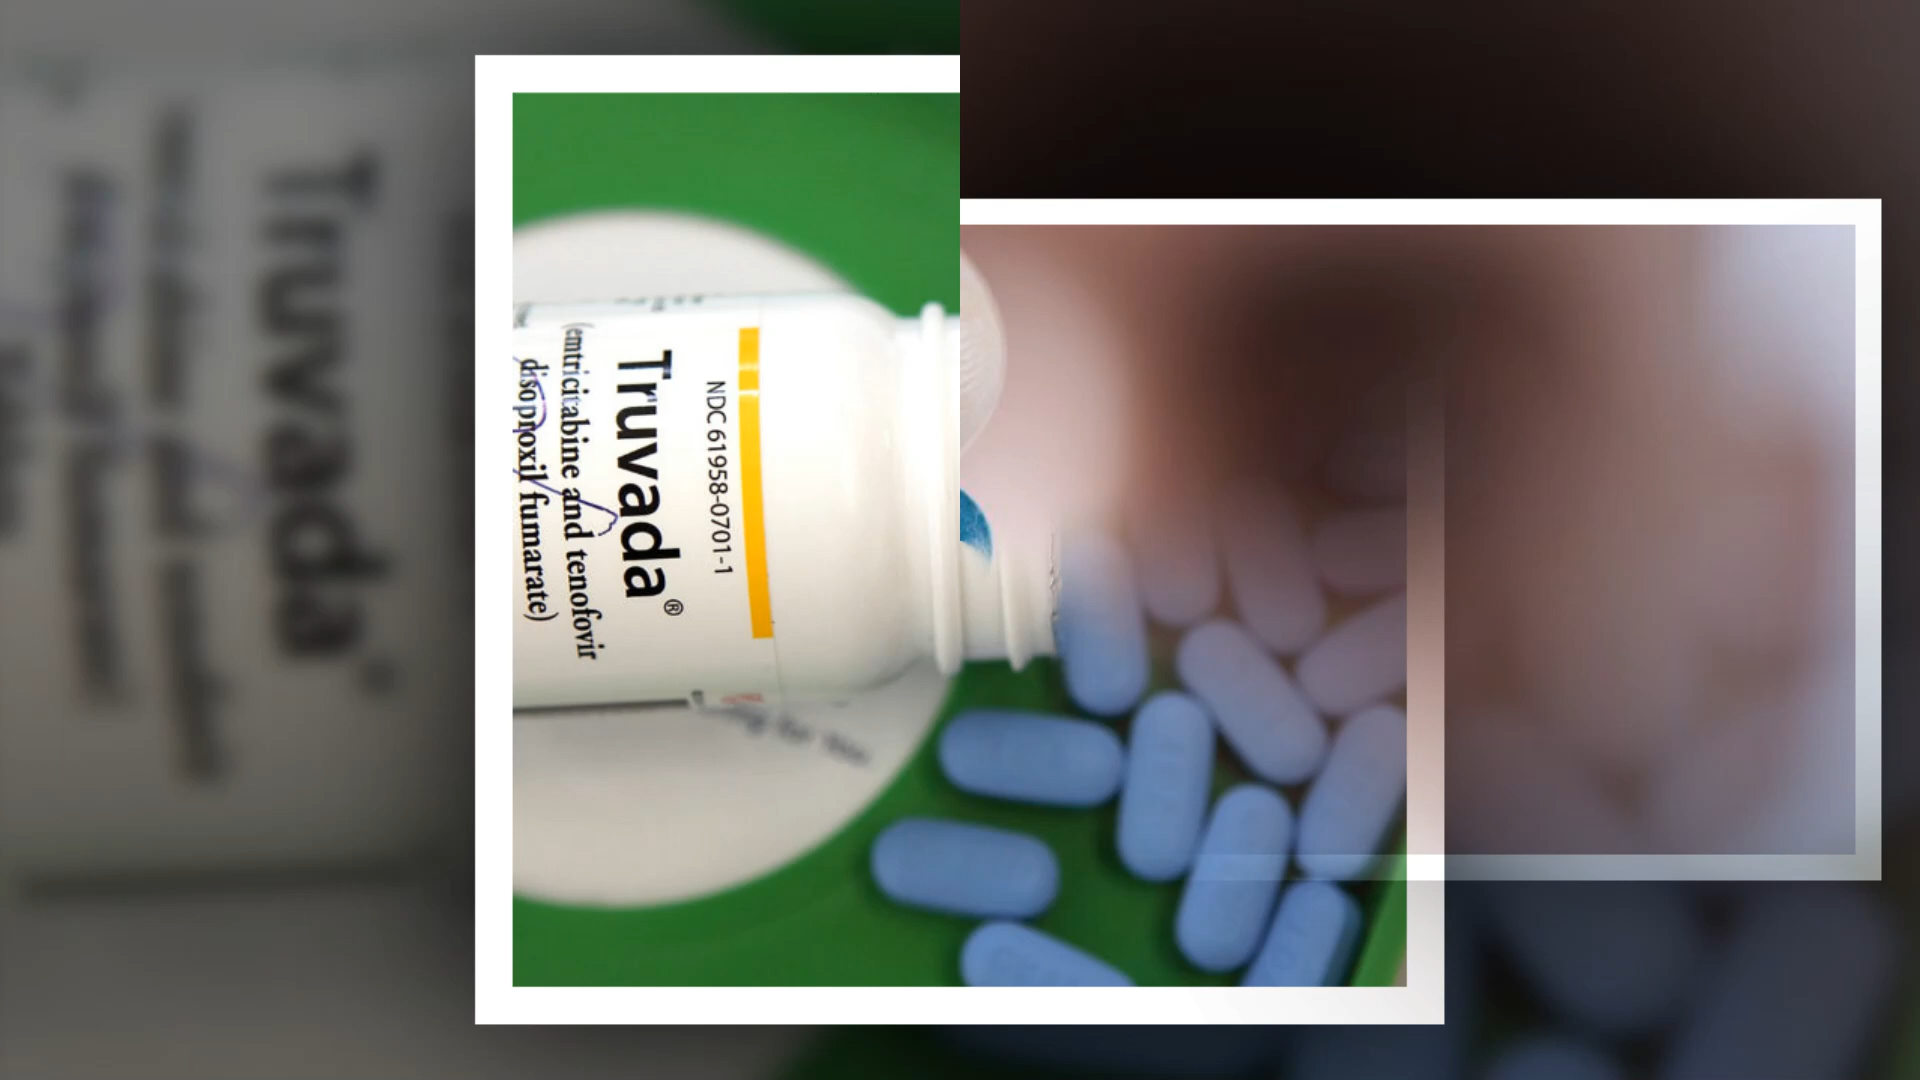 NDC 61958-0701-1
Truvada®
(emtricitabine and tenofovir
disoproxil fumarate)